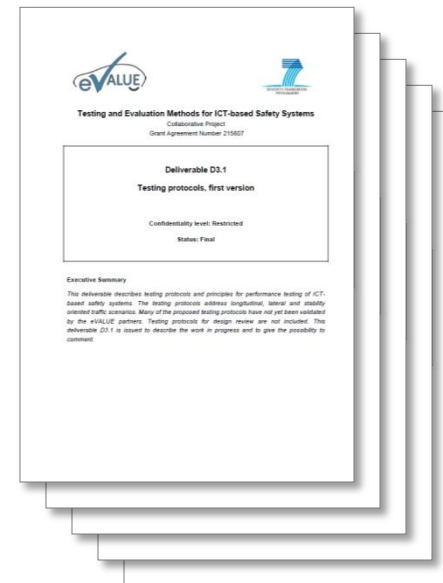 eVALUE
SEVENTH FRAMEWORK
PROGRAMME
Testing and Evaluation Methods for ICT-based Safety Systems
Collaborative Project
Grant Agreement Number 215607
Deliverable D3.1
Testing protocols, first version
Confidentiality level: Restricted
Status: Final
Executive Summary
This deliverable describes testing protocols and principles for performance testing of ICT-
based safety systems. The testing protocols address longitudinal, lateral and stability
oriented traffic scenarios. Many of the proposed testing protocols have not yet been validated
by the eVALUE partners. Testing protocols for design review are not included. This
deliverable D3.1 is issued to describe the work in progress and to give the possibility to
comment.